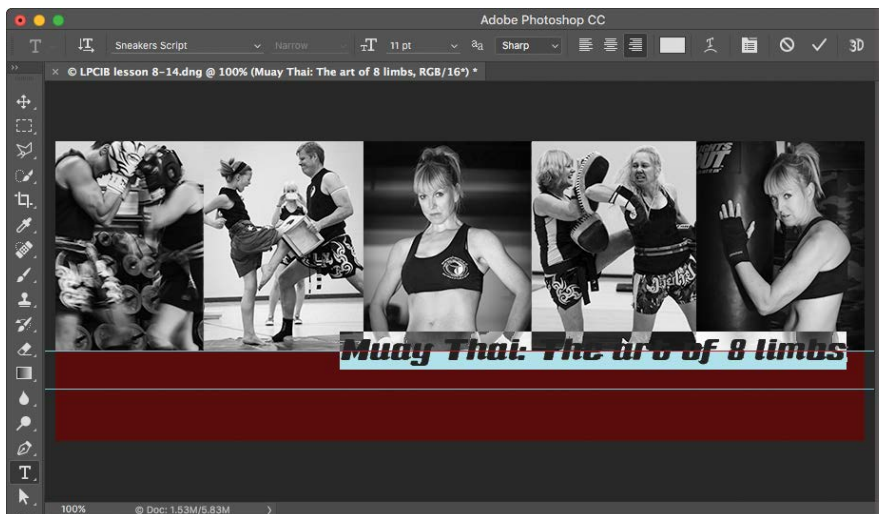 Adobe Photoshop CC
T Sneakers Script Narrow 11 pt aa Sharp 3D
× © LPCIB lesson 8-14.dng @ 100% (Muay Thai: The art of 8 limbs, RGB/16*) *
Muay Thai: The art of 8 limbs
100% © Doc: 1.53M/5.83M